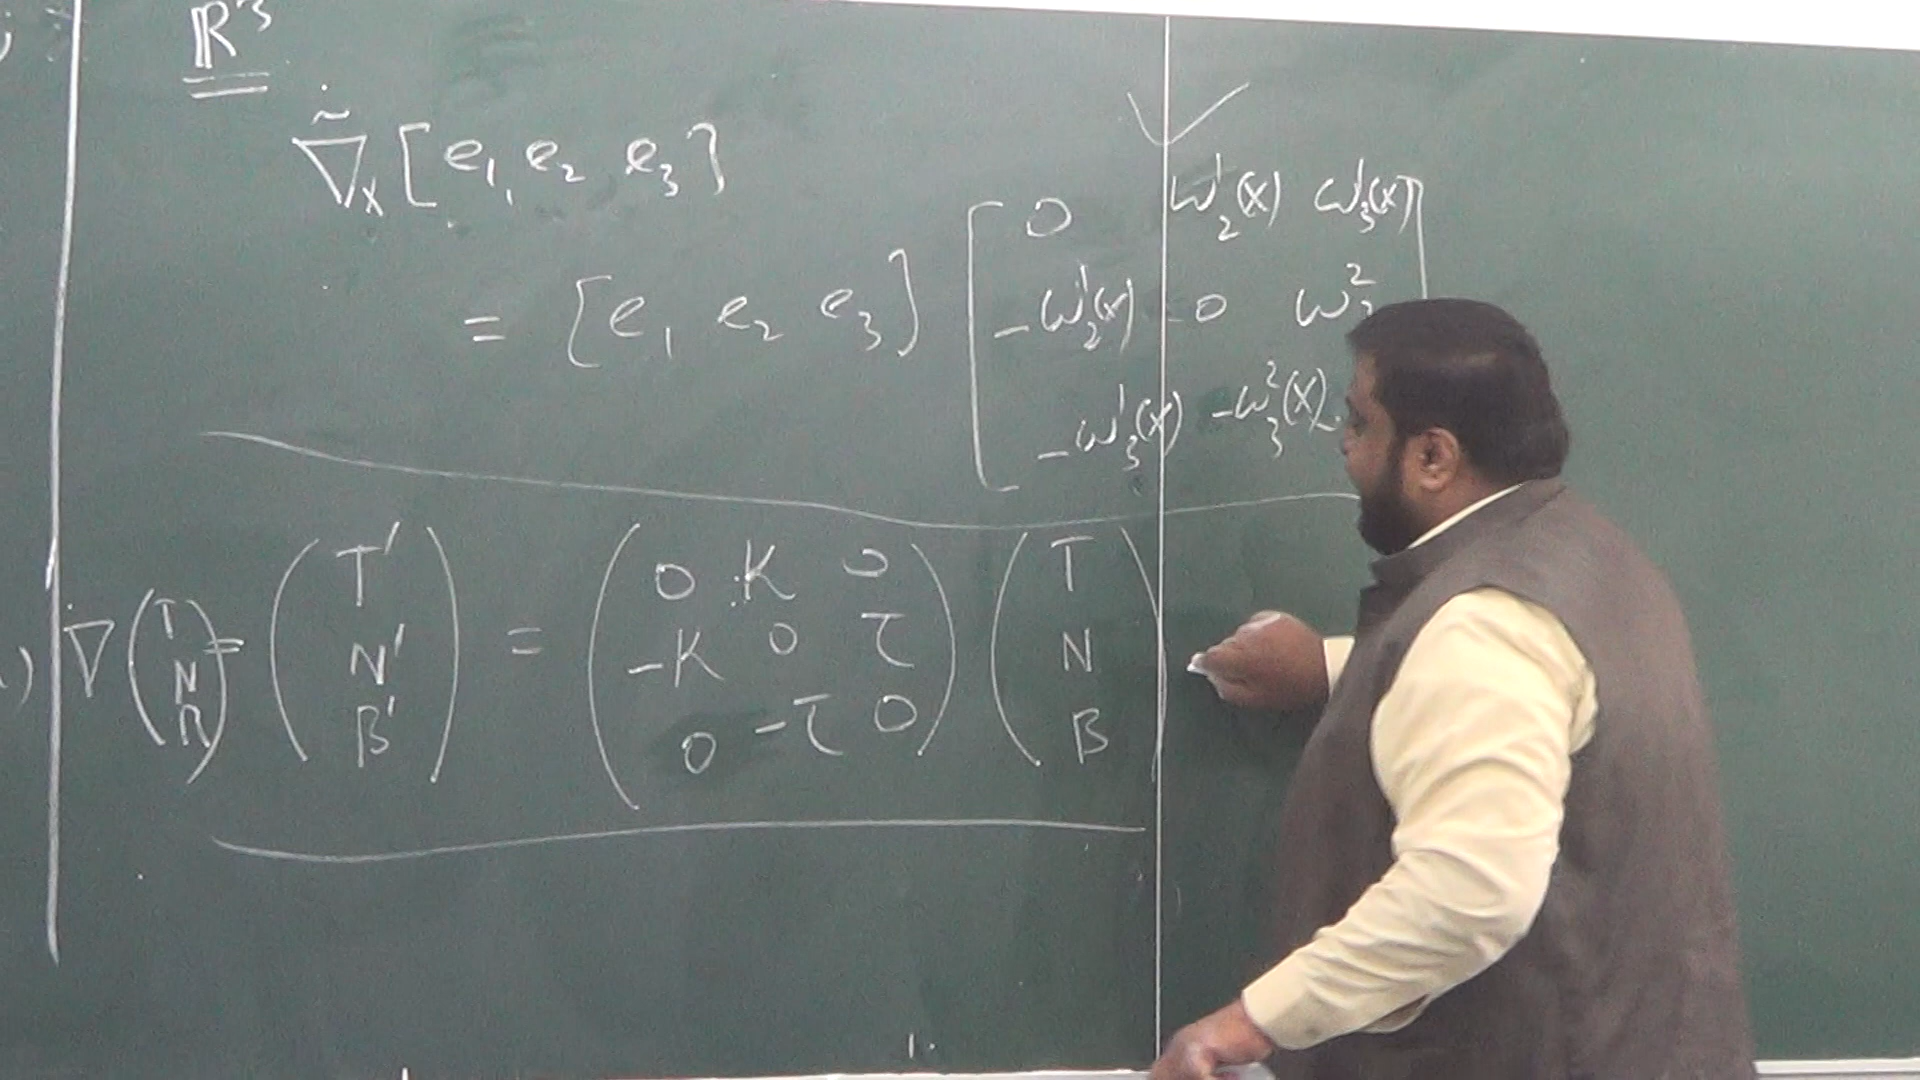 ℝ³
∇̃_X [e₁, e₂ e₃]
= [e₁ e₂ e₃] [0 ω¹₂(X) ω¹₃(X)
-ω¹₂(X) 0 ω²₃
-ω¹₃(X) -ω²₃(X)
∇ (T N B) = (T' N' B') = (0 K 0
-K 0 τ
0 -τ 0) (T N B)